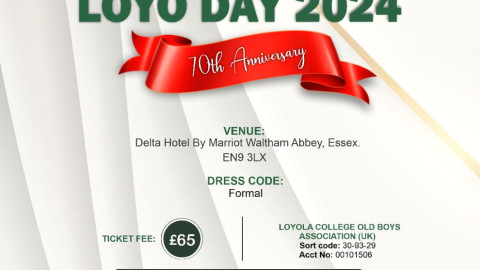 LOYO DAY 2024
70th Anniversary
VENUE:
Delta Hotel By Marriot Waltham Abbey, Essex.
EN9 3LX
DRESS CODE:
Formal
TICKET FEE: £65
LOYOLA COLLEGE OLD BOYS
ASSOCIATION (UK)
Sort code: 30-93-29
Acct No: 00101506